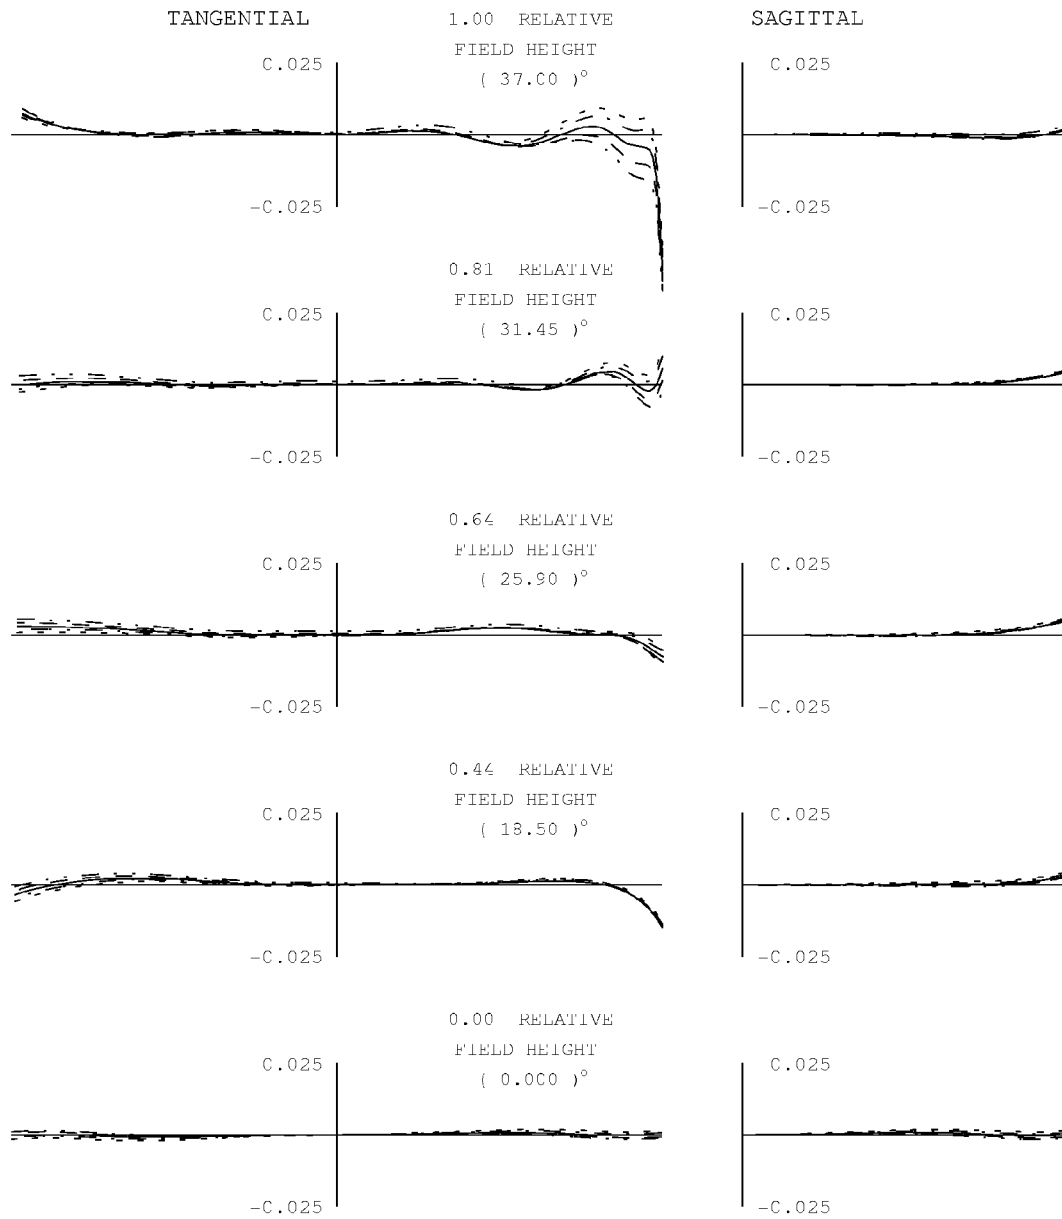 TANGENTIAL
1.00 RELATIVE
FIELD HEIGHT
( 37.00 )°
SAGITTAL
C.025
-C.025
C.025
-C.025
0.81 RELATIVE
FIELD HEIGHT
( 31.45 )°
C.025
-C.025
C.025
-C.025
0.64 RELATIVE
FIELD HEIGHT
( 25.90 )°
C.025
-C.025
C.025
-C.025
0.44 RELATIVE
FIELD HEIGHT
( 18.50 )°
C.025
-C.025
C.025
-C.025
0.00 RELATIVE
FIELD HEIGHT
( 0.000 )°
C.025
-C.025
C.025
-C.025